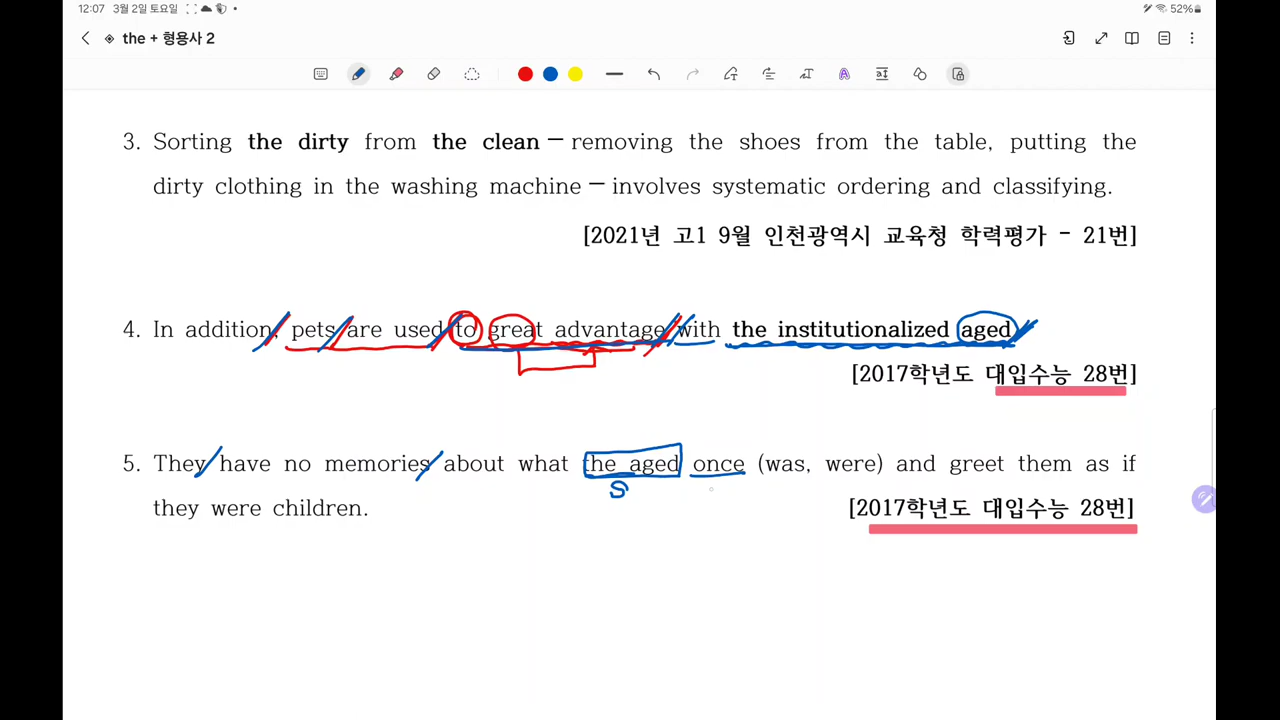 12:07 3월 2일 토요일
52%
the + 형용사 2
3. Sorting the dirty from the clean – removing the shoes from the table, putting the
dirty clothing in the washing machine – involves systematic ordering and classifying.
[2021년 고1 9월 인천광역시 교육청 학력평가 - 21번]
4. In addition, pets are used to great advantage with the institutionalized aged.
[2017학년도 대입수능 28번]
5. They have no memories about what the aged once (was, were) and greet them as if
S
they were children.
[2017학년도 대입수능 28번]